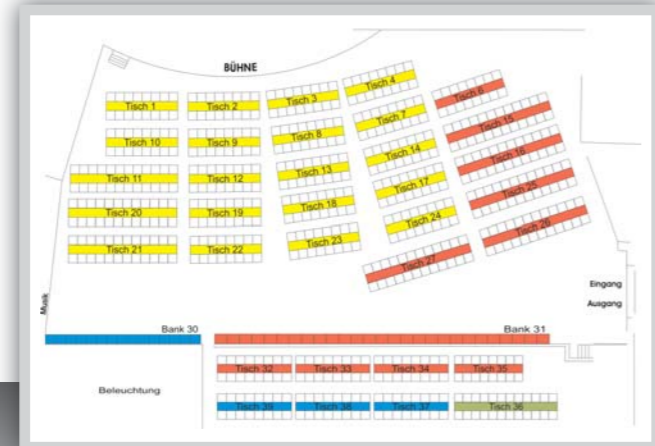 BÜHNE
Tisch 1
Tisch 2
Tisch 3
Tisch 4
Tisch 6
Tisch 10
Tisch 9
Tisch 8
Tisch 7
Tisch 15
Tisch 11
Tisch 12
Tisch 13
Tisch 14
Tisch 16
Tisch 20
Tisch 19
Tisch 18
Tisch 17
Tisch 25
Tisch 21
Tisch 22
Tisch 23
Tisch 24
Tisch 26
Tisch 27
Eingang
Ausgang
Musik
Bank 30
Bank 31
Tisch 32
Tisch 33
Tisch 34
Tisch 35
Beleuchtung
Tisch 39
Tisch 38
Tisch 37
Tisch 36